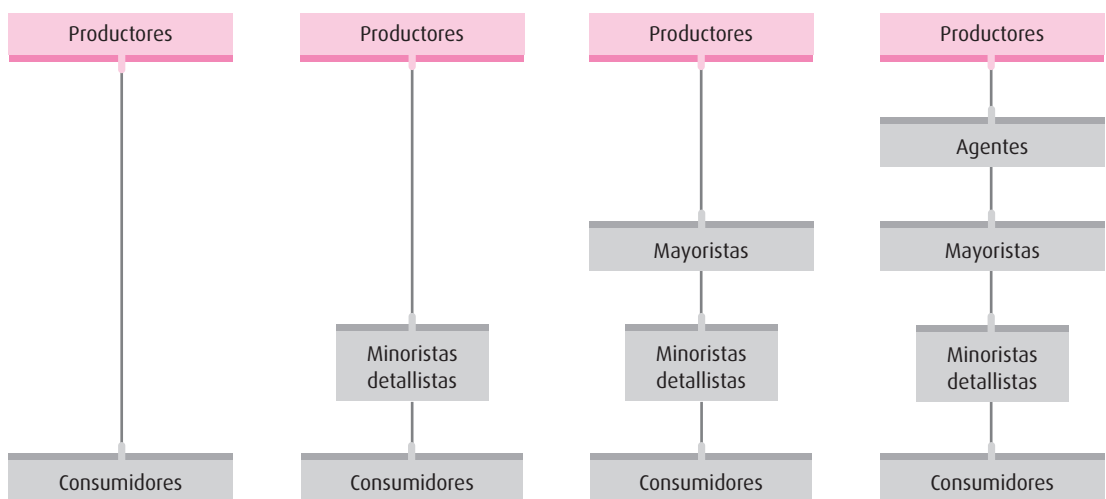 Productores
Productores
Productores
Productores
Agentes
Mayoristas
Mayoristas
Minoristas
detallistas
Minoristas
detallistas
Minoristas
detallistas
Consumidores
Consumidores
Consumidores
Consumidores